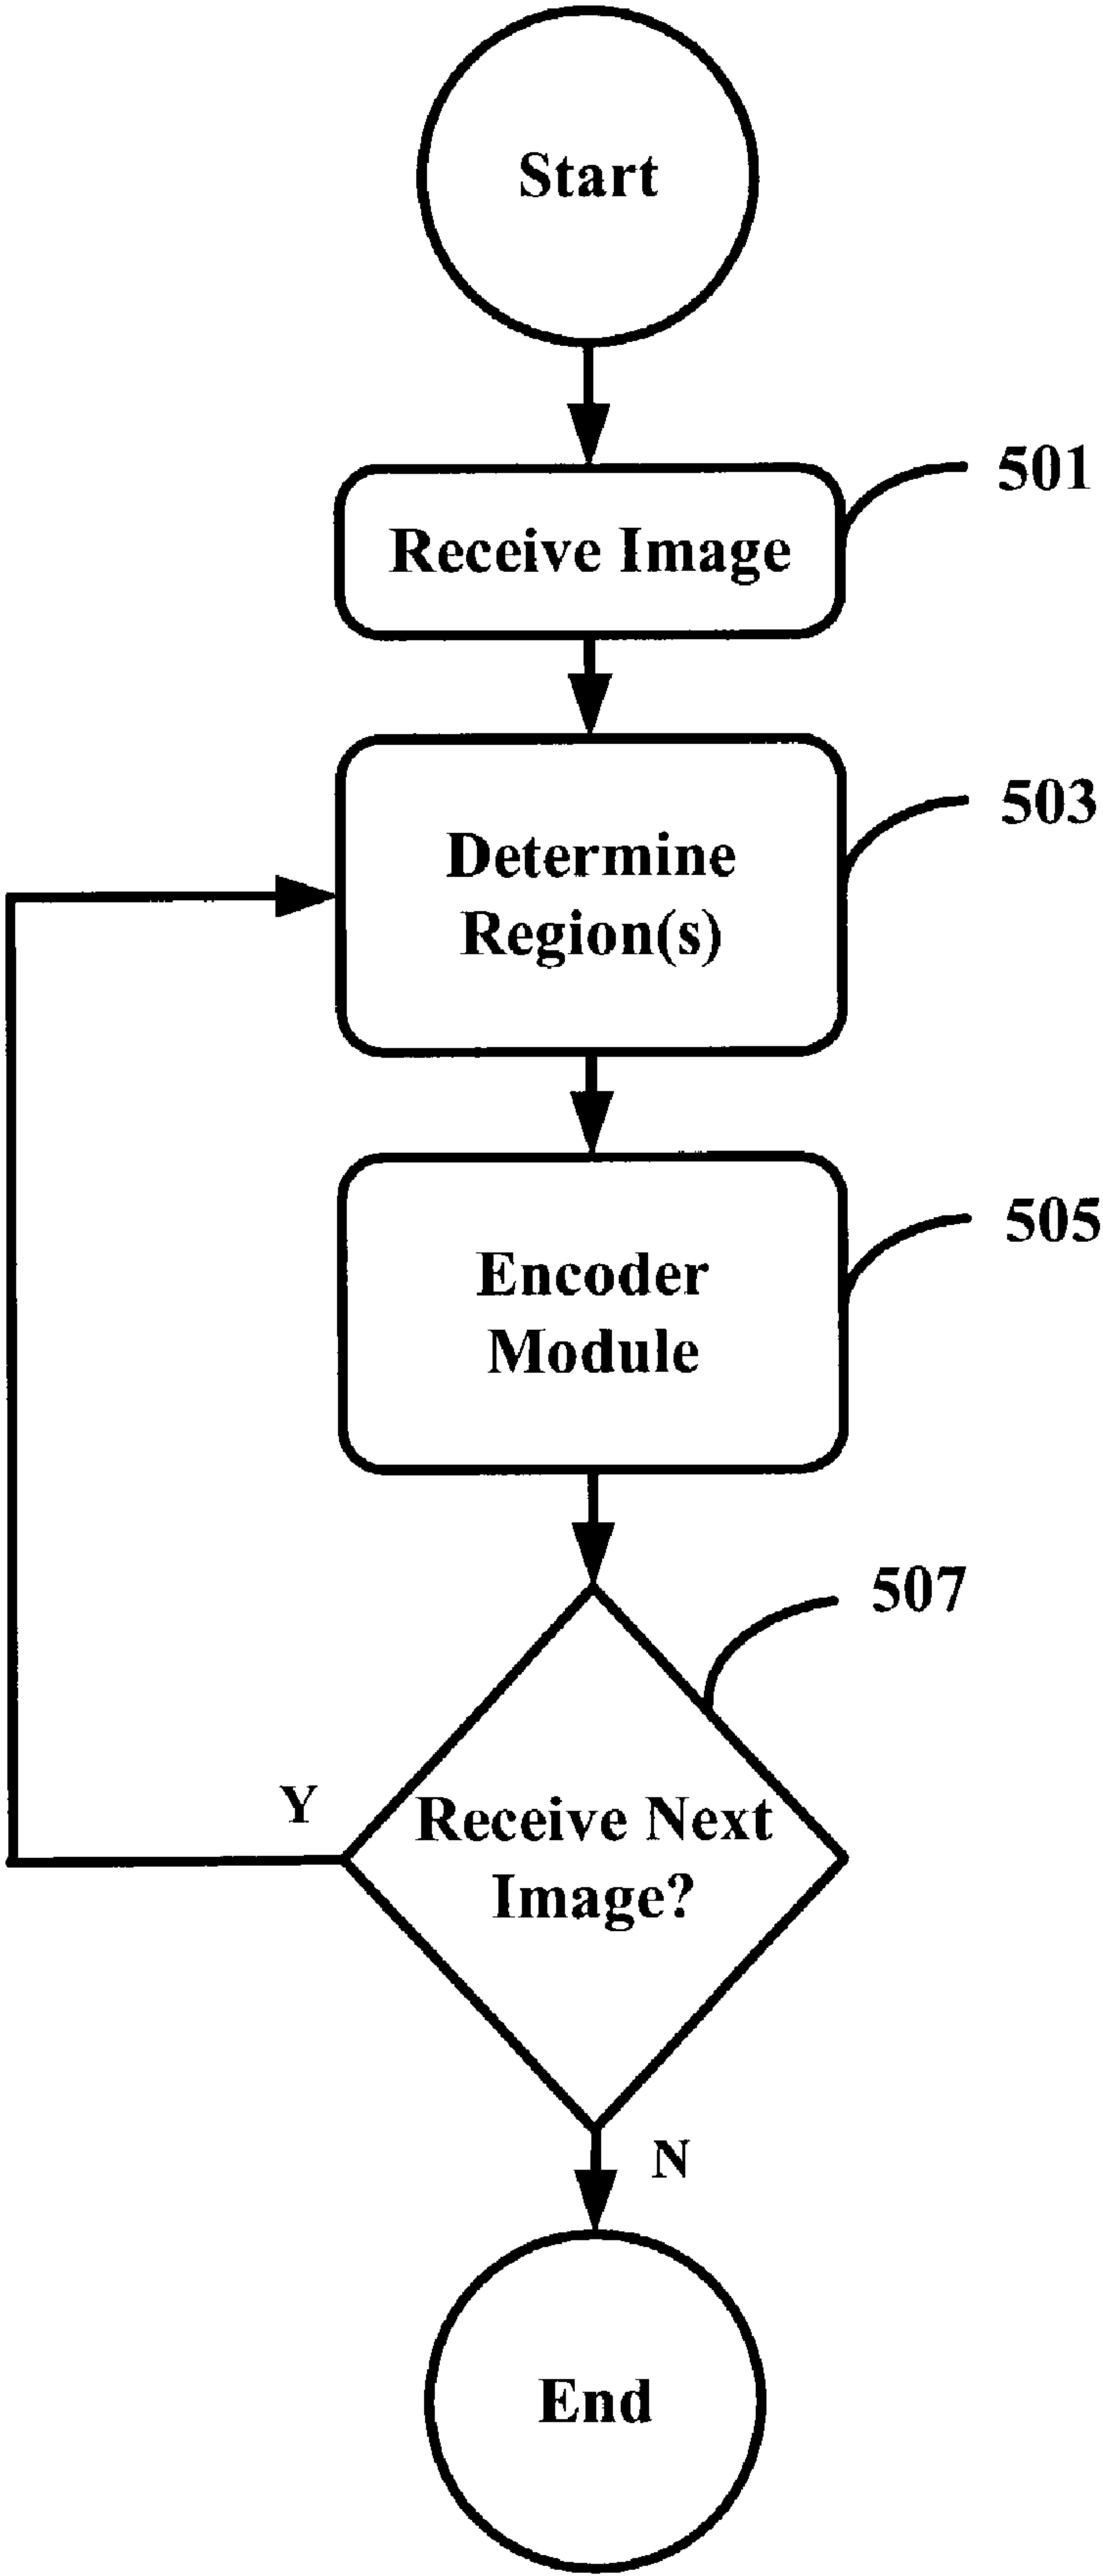 Start
501
Receive Image
503
Determine
Region(s)
505
Encoder
Module
507
Y
Receive Next
Image?
N
End